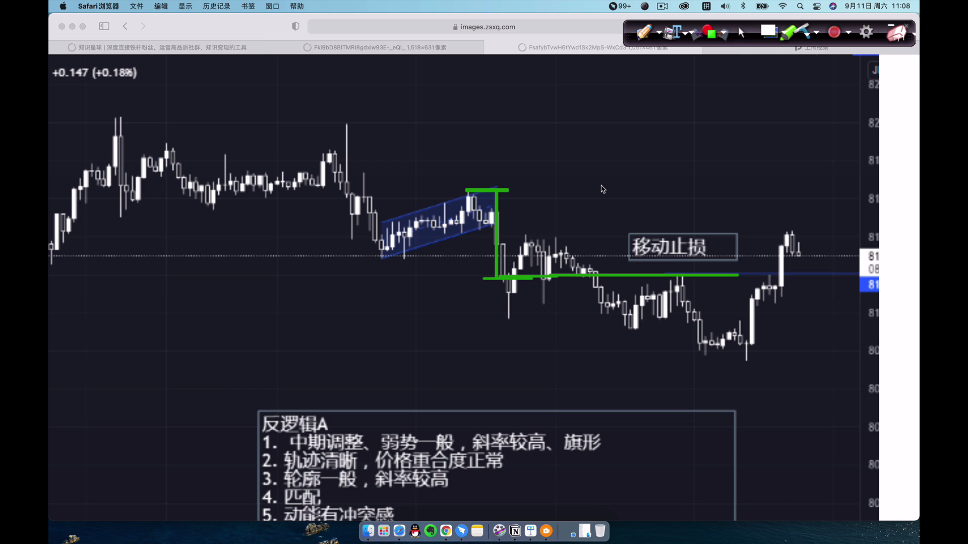 Safari浏览器 文件 编辑 显示 历史记录 书签 窗口 帮助
99+
9月11日 周六 11:08
images.zsxq.com
+0.147 (+0.18%)
移动止损
反逻辑A
1. 中期调整、弱势一般，斜率较高、旗形
2. 轨迹清晰，价格重合度正常
3. 轮廓一般，斜率较高
4. 匹配
5. 动能有冲突感